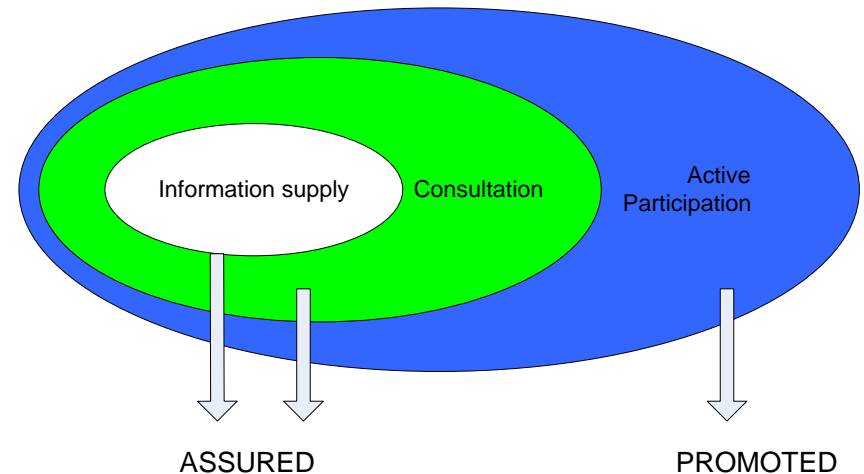 Information supply
Consultation
Active
Participation
ASSURED
PROMOTED